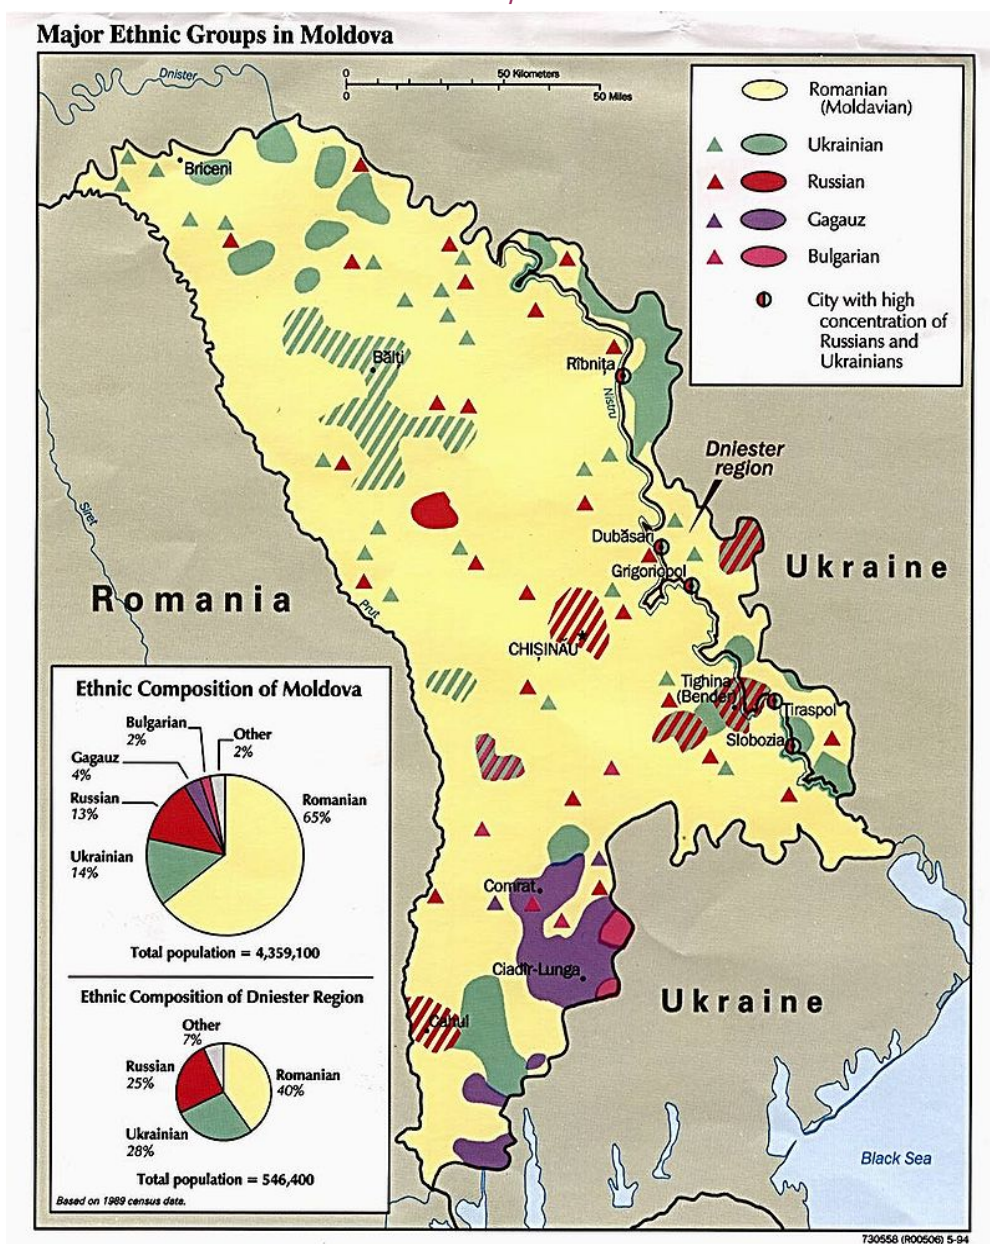 Major Ethnic Groups in Moldova
Dnister
0 50 Kilometers
0 50 Miles
Romanian
(Moldavian)
Ukrainian
Russian
Gagauz
Bulgarian
City with high
concentration of
Russians and
Ukrainians
Briceni
Bălți
Rîbnița
Nistru
Dniester
region
Siret
Dubăsari
Grigoriopol
Ukraine
Romania
Prut
CHIȘINĂU
Tighina
(Bender)
Tiraspol
Slobozia
Ethnic Composition of Moldova
Bulgarian
2%
Other
2%
Gagauz
4%
Russian
13%
Romanian
65%
Ukrainian
14%
Total population = 4,359,100
Comrat
Ciadîr-Lunga
Ukraine
Cahul
Ethnic Composition of Dniester Region
Other
7%
Russian
25%
Romanian
40%
Ukrainian
28%
Total population = 546,400
Based on 1989 census data.
Black Sea
730558 (R00506) 5-94